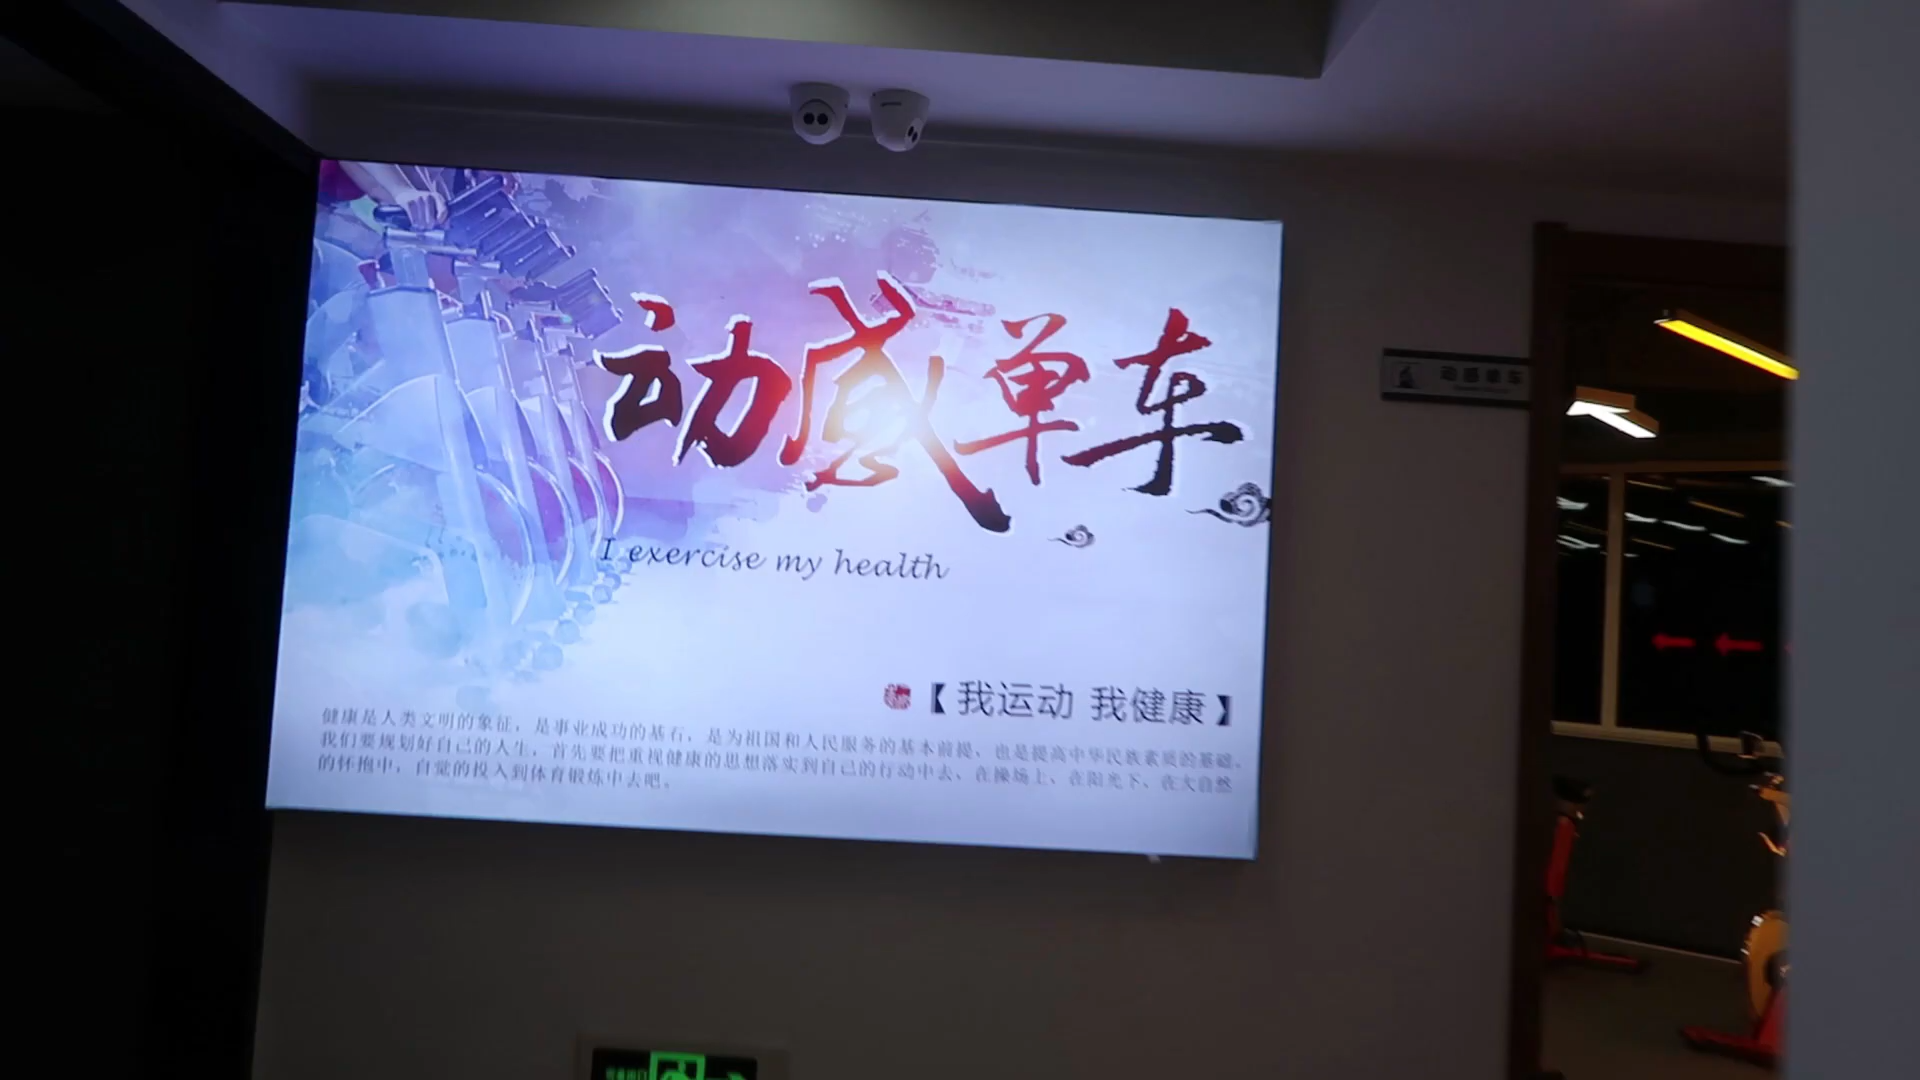 动感单车
I exercise my health
【我运动 我健康】
健康是人类文明的象征，是事业成功的基石，是为祖国和人民服务的基本前提，也是提高中华民族素质的基础。
我们要规划好自己的人生，首先要把重视健康的思想落实到自己的行动中去，在操场上、在阳光下、在大自然
的怀抱中，自觉的投入到体育锻炼中去吧。
动感单车